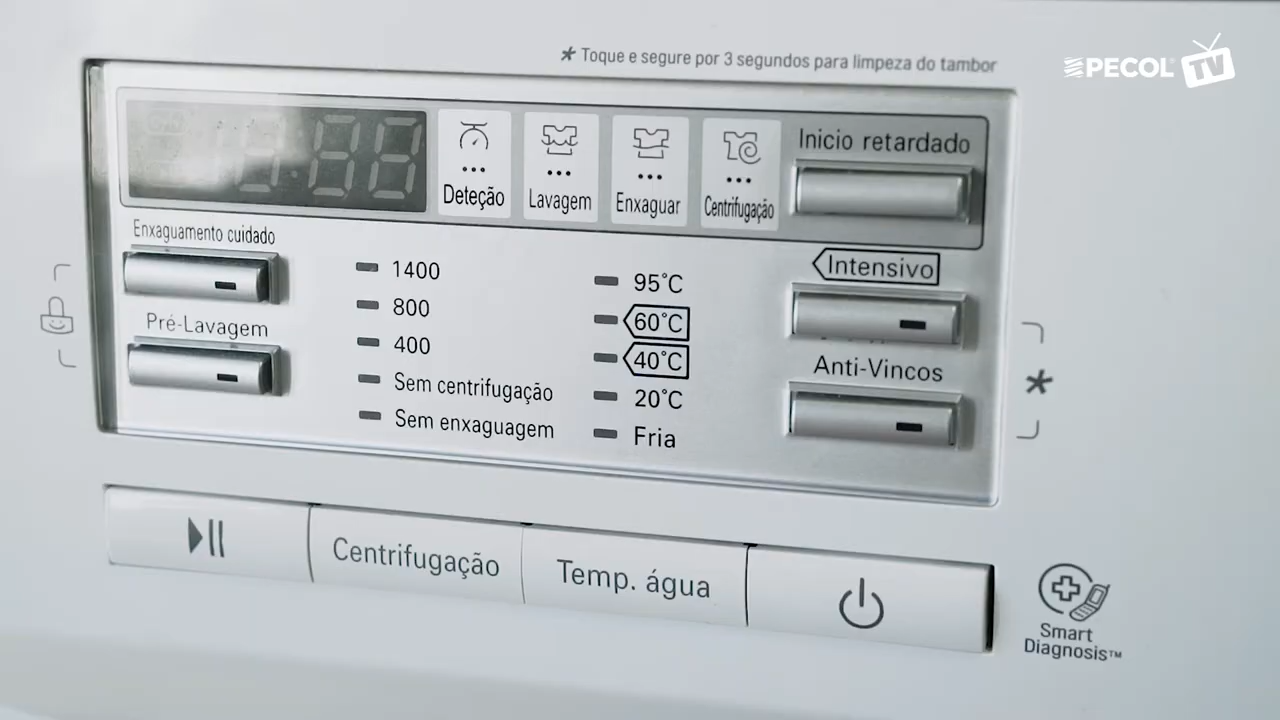 * Toque e segure por 3 segundos para limpeza do tambor
PECOL TV
Deteção
Lavagem
Enxaguar
Centrifugação
Inicio retardado
Enxaguamento cuidado
Pré-Lavagem
1400
800
400
Sem centrifugação
Sem enxaguagem
95°C
60°C
40°C
20°C
Fria
Intensivo
Anti-Vincos
*
Centrifugação
Temp. água
Smart
Diagnosis™